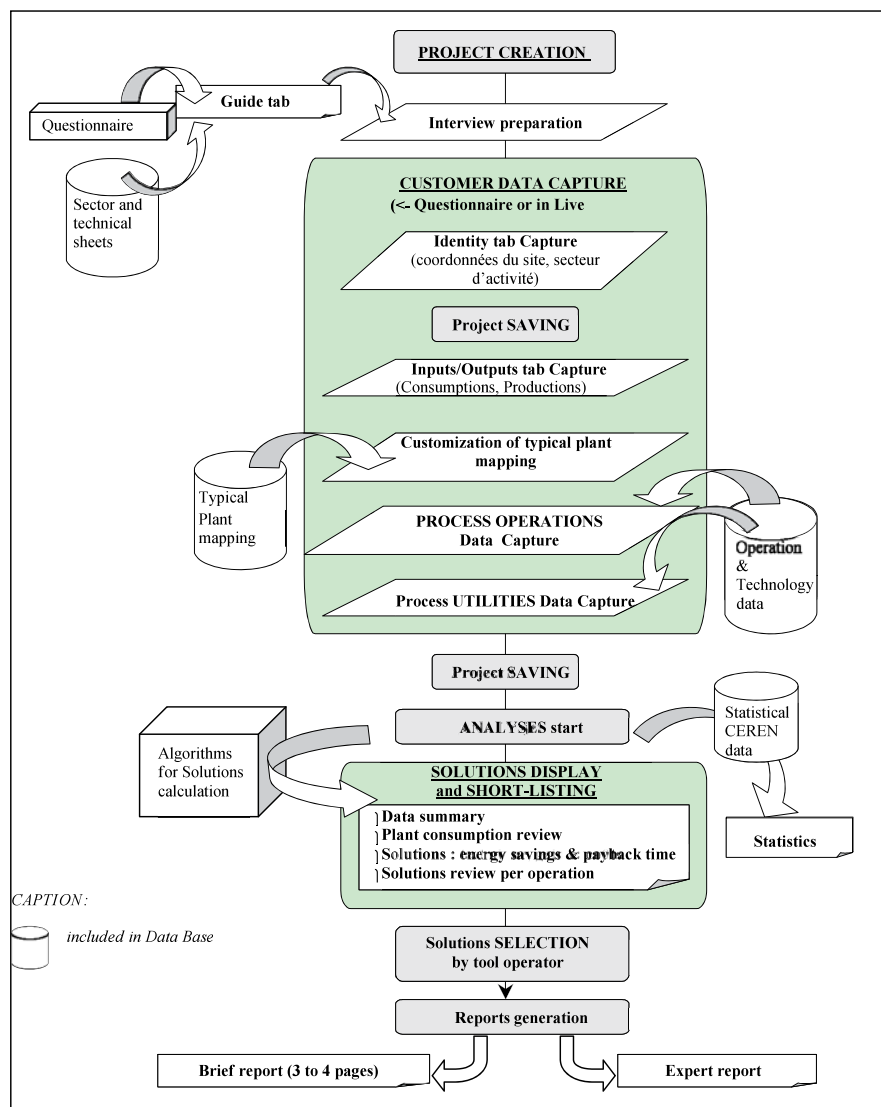 PROJECT CREATION
Guide tab
Questionnaire
Interview preparation
Sector and
technical
sheets
CUSTOMER DATA CAPTURE
(<- Questionnaire or in Live
Identity tab Capture
(coordonnées du site, secteur
d'activité)
Project SAVING
Inputs/Outputs tab Capture
(Consumptions, Productions)
Customization of typical plant
mapping
Typical
Plant
mapping
PROCESS OPERATIONS
Data Capture
Operation
&
Technology
data
Process UTILITIES Data Capture
Project SAVING
ANALYSES start
Statistical
CEREN
data
Algorithms
for Solutions
calculation
SOLUTIONS DISPLAY
and SHORT-LISTING
Data summary
Plant consumption review
Solutions : energy savings & payback time
Solutions review per operation
Statistics
CAPTION:
included in Data Base
Solutions SELECTION
by tool operator
Reports generation
Brief report (3 to 4 pages)
Expert report